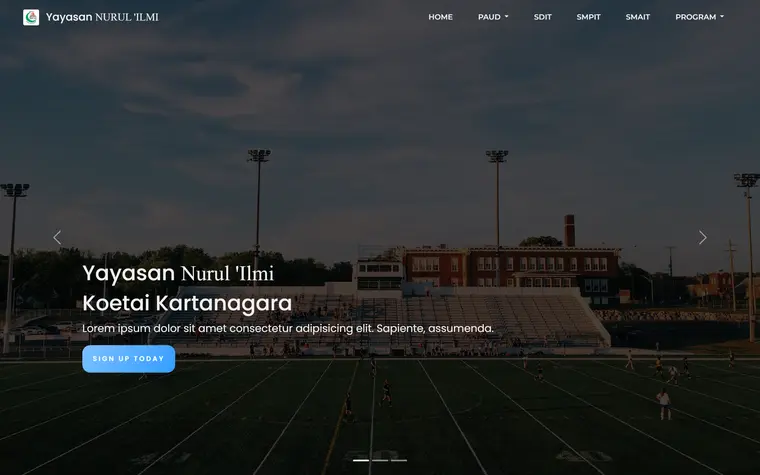 Yayasan NURUL 'ILMI
HOME
PAUD
SDIT
SMPIT
SMAIT
PROGRAM
Yayasan Nurul 'Ilmi
Koetai Kartanagara
Lorem ipsum dolor sit amet consectetur adipisicing elit. Sapiente, assumenda.
SIGN UP TODAY